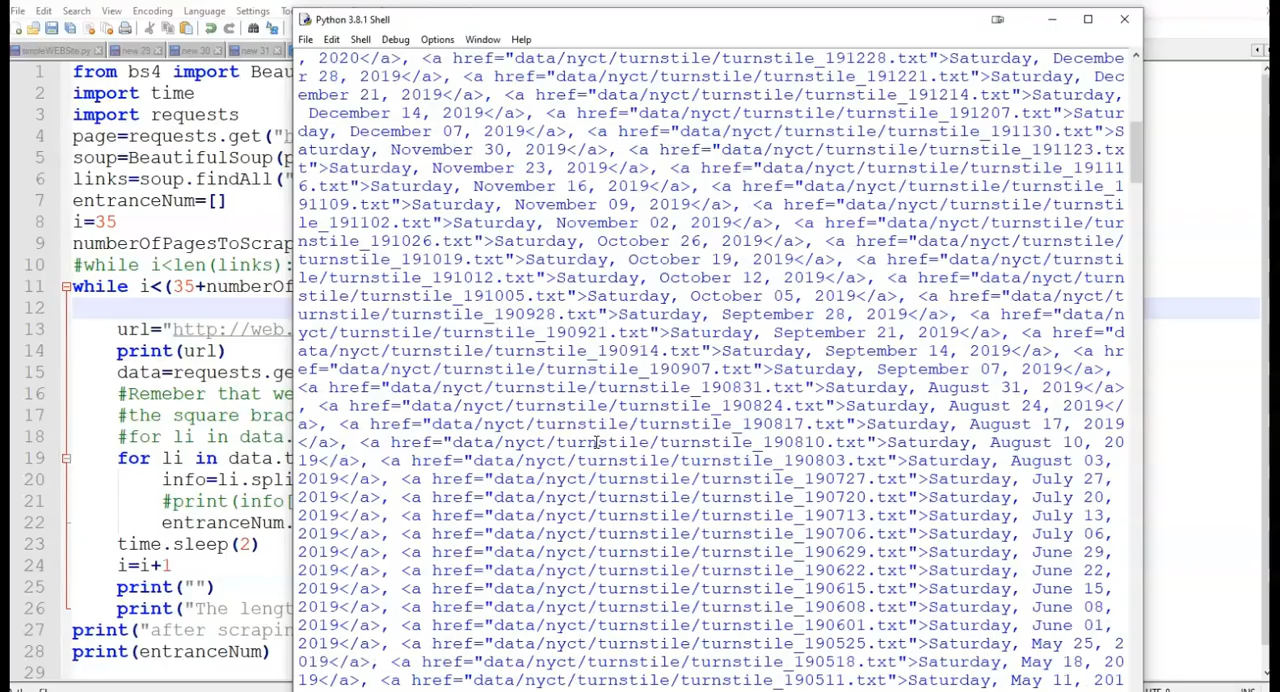 File Edit Search View Encoding Language Settings
simpleWEBSite.py new 29 new 30 new 31
1 from bs4 import Beau
2 import time
3 import requests
4 page=requests.get("h
5 soup=BeautifulSoup(p
6 links=soup.findAll("
7 entranceNum=[]
8 i=35
9 numberOfPagesToScrap
10 #while i<len(links):
11 while i<(35+numberOf
12
13 url="http://web.
14 print(url)
15 data=requests.ge
16 #Remeber that we
17 #the square brac
18 #for li in data.
19 for li in data.t
20 info=li.spli
21 #print(info[
22 entranceNum.
23 time.sleep(2)
24 i=i+1
25 print("")
26 print("The lengt
27 print("after scrapin
28 print(entranceNum)
29
Python 3.8.1 Shell
File Edit Shell Debug Options Window Help
, 2020</a>, <a href="data/nyct/turnstile/turnstile_191228.txt">Saturday, Decembe
r 28, 2019</a>, <a href="data/nyct/turnstile/turnstile_191221.txt">Saturday, Dec
ember 21, 2019</a>, <a href="data/nyct/turnstile/turnstile_191214.txt">Saturday,
 December 14, 2019</a>, <a href="data/nyct/turnstile/turnstile_191207.txt">Satur
day, December 07, 2019</a>, <a href="data/nyct/turnstile/turnstile_191130.txt">S
aturday, November 30, 2019</a>, <a href="data/nyct/turnstile/turnstile_191123.tx
t">Saturday, November 23, 2019</a>, <a href="data/nyct/turnstile/turnstile_19111
6.txt">Saturday, November 16, 2019</a>, <a href="data/nyct/turnstile/turnstile_1
91109.txt">Saturday, November 09, 2019</a>, <a href="data/nyct/turnstile/turnsti
le_191102.txt">Saturday, November 02, 2019</a>, <a href="data/nyct/turnstile/tur
nstile_191026.txt">Saturday, October 26, 2019</a>, <a href="data/nyct/turnstile/
turnstile_191019.txt">Saturday, October 19, 2019</a>, <a href="data/nyct/turnsti
le/turnstile_191012.txt">Saturday, October 12, 2019</a>, <a href="data/nyct/turn
stile/turnstile_191005.txt">Saturday, October 05, 2019</a>, <a href="data/nyct/t
urnstile/turnstile_190928.txt">Saturday, September 28, 2019</a>, <a href="data/n
yct/turnstile/turnstile_190921.txt">Saturday, September 21, 2019</a>, <a href="d
ata/nyct/turnstile/turnstile_190914.txt">Saturday, September 14, 2019</a>, <a hr
ef="data/nyct/turnstile/turnstile_190907.txt">Saturday, September 07, 2019</a>,
<a href="data/nyct/turnstile/turnstile_190831.txt">Saturday, August 31, 2019</a>
, <a href="data/nyct/turnstile/turnstile_190824.txt">Saturday, August 24, 2019</
a>, <a href="data/nyct/turnstile/turnstile_190817.txt">Saturday, August 17, 2019
</a>, <a href="data/nyct/turnstile/turnstile_190810.txt">Saturday, August 10, 20
19</a>, <a href="data/nyct/turnstile/turnstile_190803.txt">Saturday, August 03,
2019</a>, <a href="data/nyct/turnstile/turnstile_190727.txt">Saturday, July 27,
2019</a>, <a href="data/nyct/turnstile/turnstile_190720.txt">Saturday, July 20,
2019</a>, <a href="data/nyct/turnstile/turnstile_190713.txt">Saturday, July 13,
2019</a>, <a href="data/nyct/turnstile/turnstile_190706.txt">Saturday, July 06,
2019</a>, <a href="data/nyct/turnstile/turnstile_190629.txt">Saturday, June 29,
2019</a>, <a href="data/nyct/turnstile/turnstile_190622.txt">Saturday, June 22,
2019</a>, <a href="data/nyct/turnstile/turnstile_190615.txt">Saturday, June 15,
2019</a>, <a href="data/nyct/turnstile/turnstile_190608.txt">Saturday, June 08,
2019</a>, <a href="data/nyct/turnstile/turnstile_190601.txt">Saturday, June 01,
2019</a>, <a href="data/nyct/turnstile/turnstile_190525.txt">Saturday, May 25, 2
019</a>, <a href="data/nyct/turnstile/turnstile_190518.txt">Saturday, May 18, 20
19</a>, <a href="data/nyct/turnstile/turnstile_190511.txt">Saturday, May 11, 201